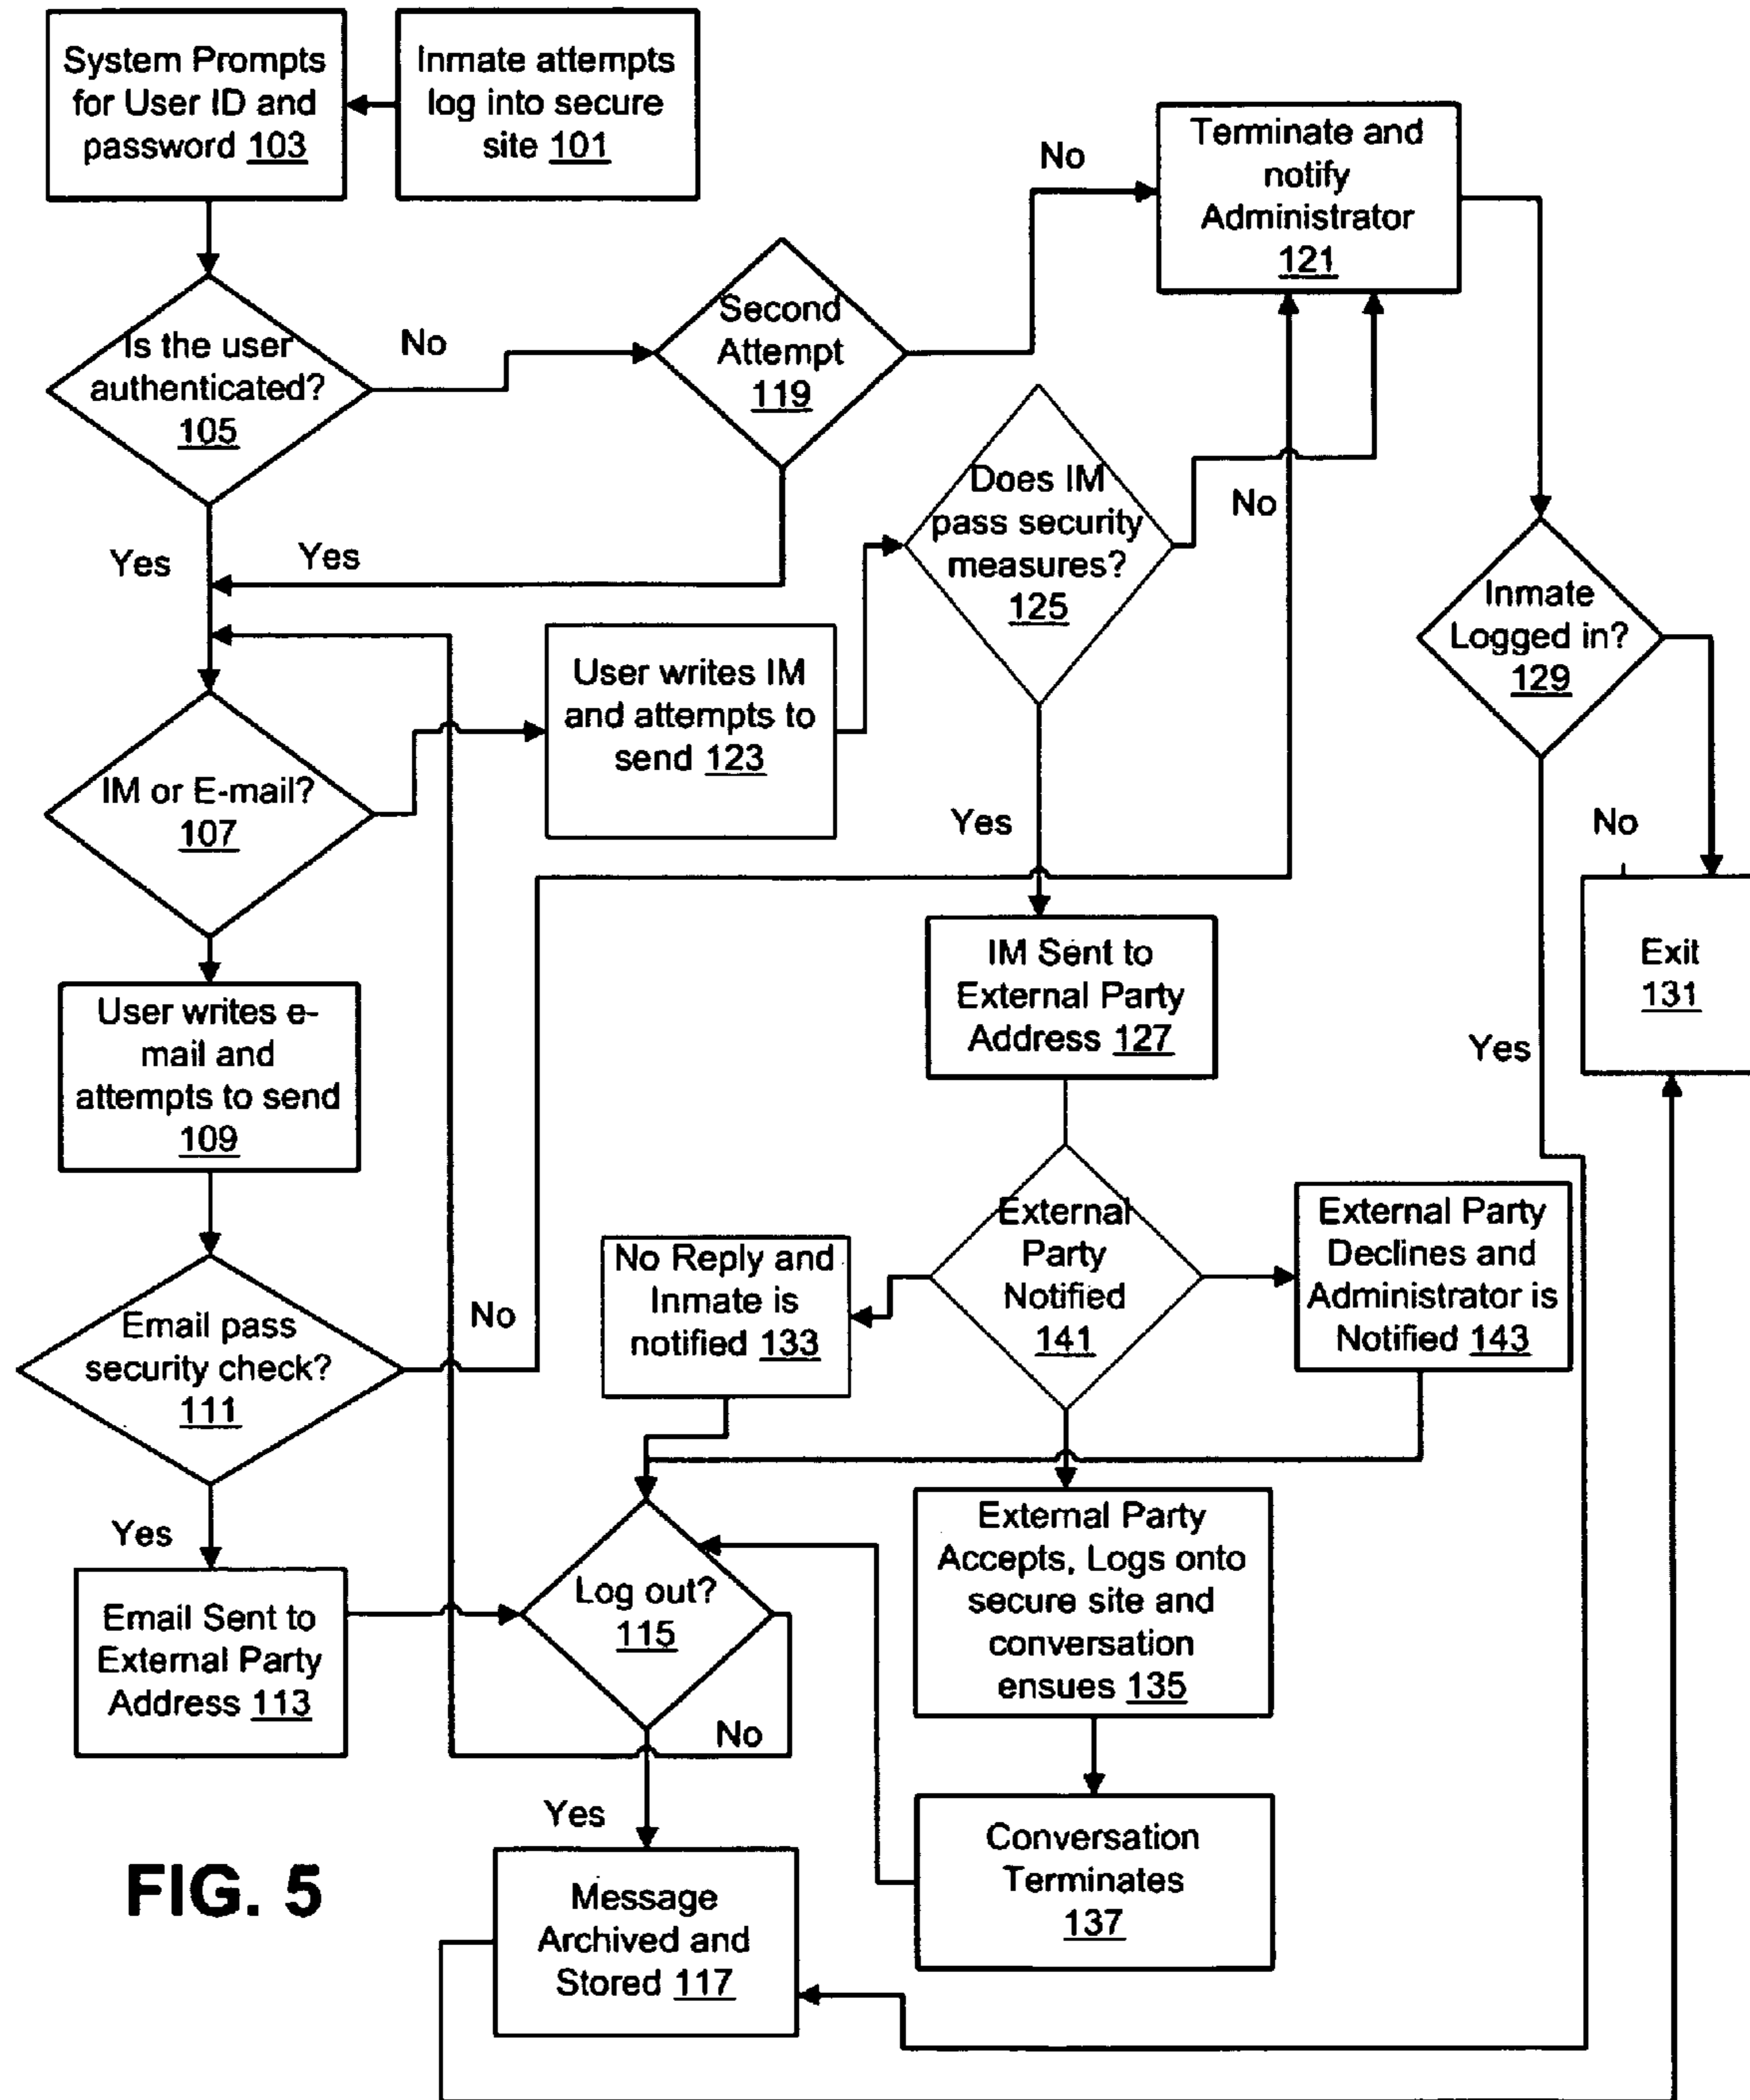 System Prompts
for User ID and
password 103
Inmate attempts
log into secure
site 101
Terminate and
notify
Administrator
121
No
Second
Attempt
119
Is the user
authenticated?
105
No
Does IM
pass security
measures?
125
No
Yes
Yes
Inmate
Logged in?
129
User writes IM
and attempts to
send 123
IM or E-mail?
107
Yes
No
Exit
131
IM Sent to
External Party
Address 127
User writes e-
mail and
attempts to send
109
Yes
External
Party
Notified
141
External Party
Declines and
Administrator is
Notified 143
No Reply and
Inmate is
notified 133
No
Email pass
security check?
111
Yes
External Party
Accepts, Logs onto
secure site and
conversation
ensues 135
Log out?
115
Email Sent to
External Party
Address 113
No
Yes
Conversation
Terminates
137
FIG. 5
Message
Archived and
Stored 117